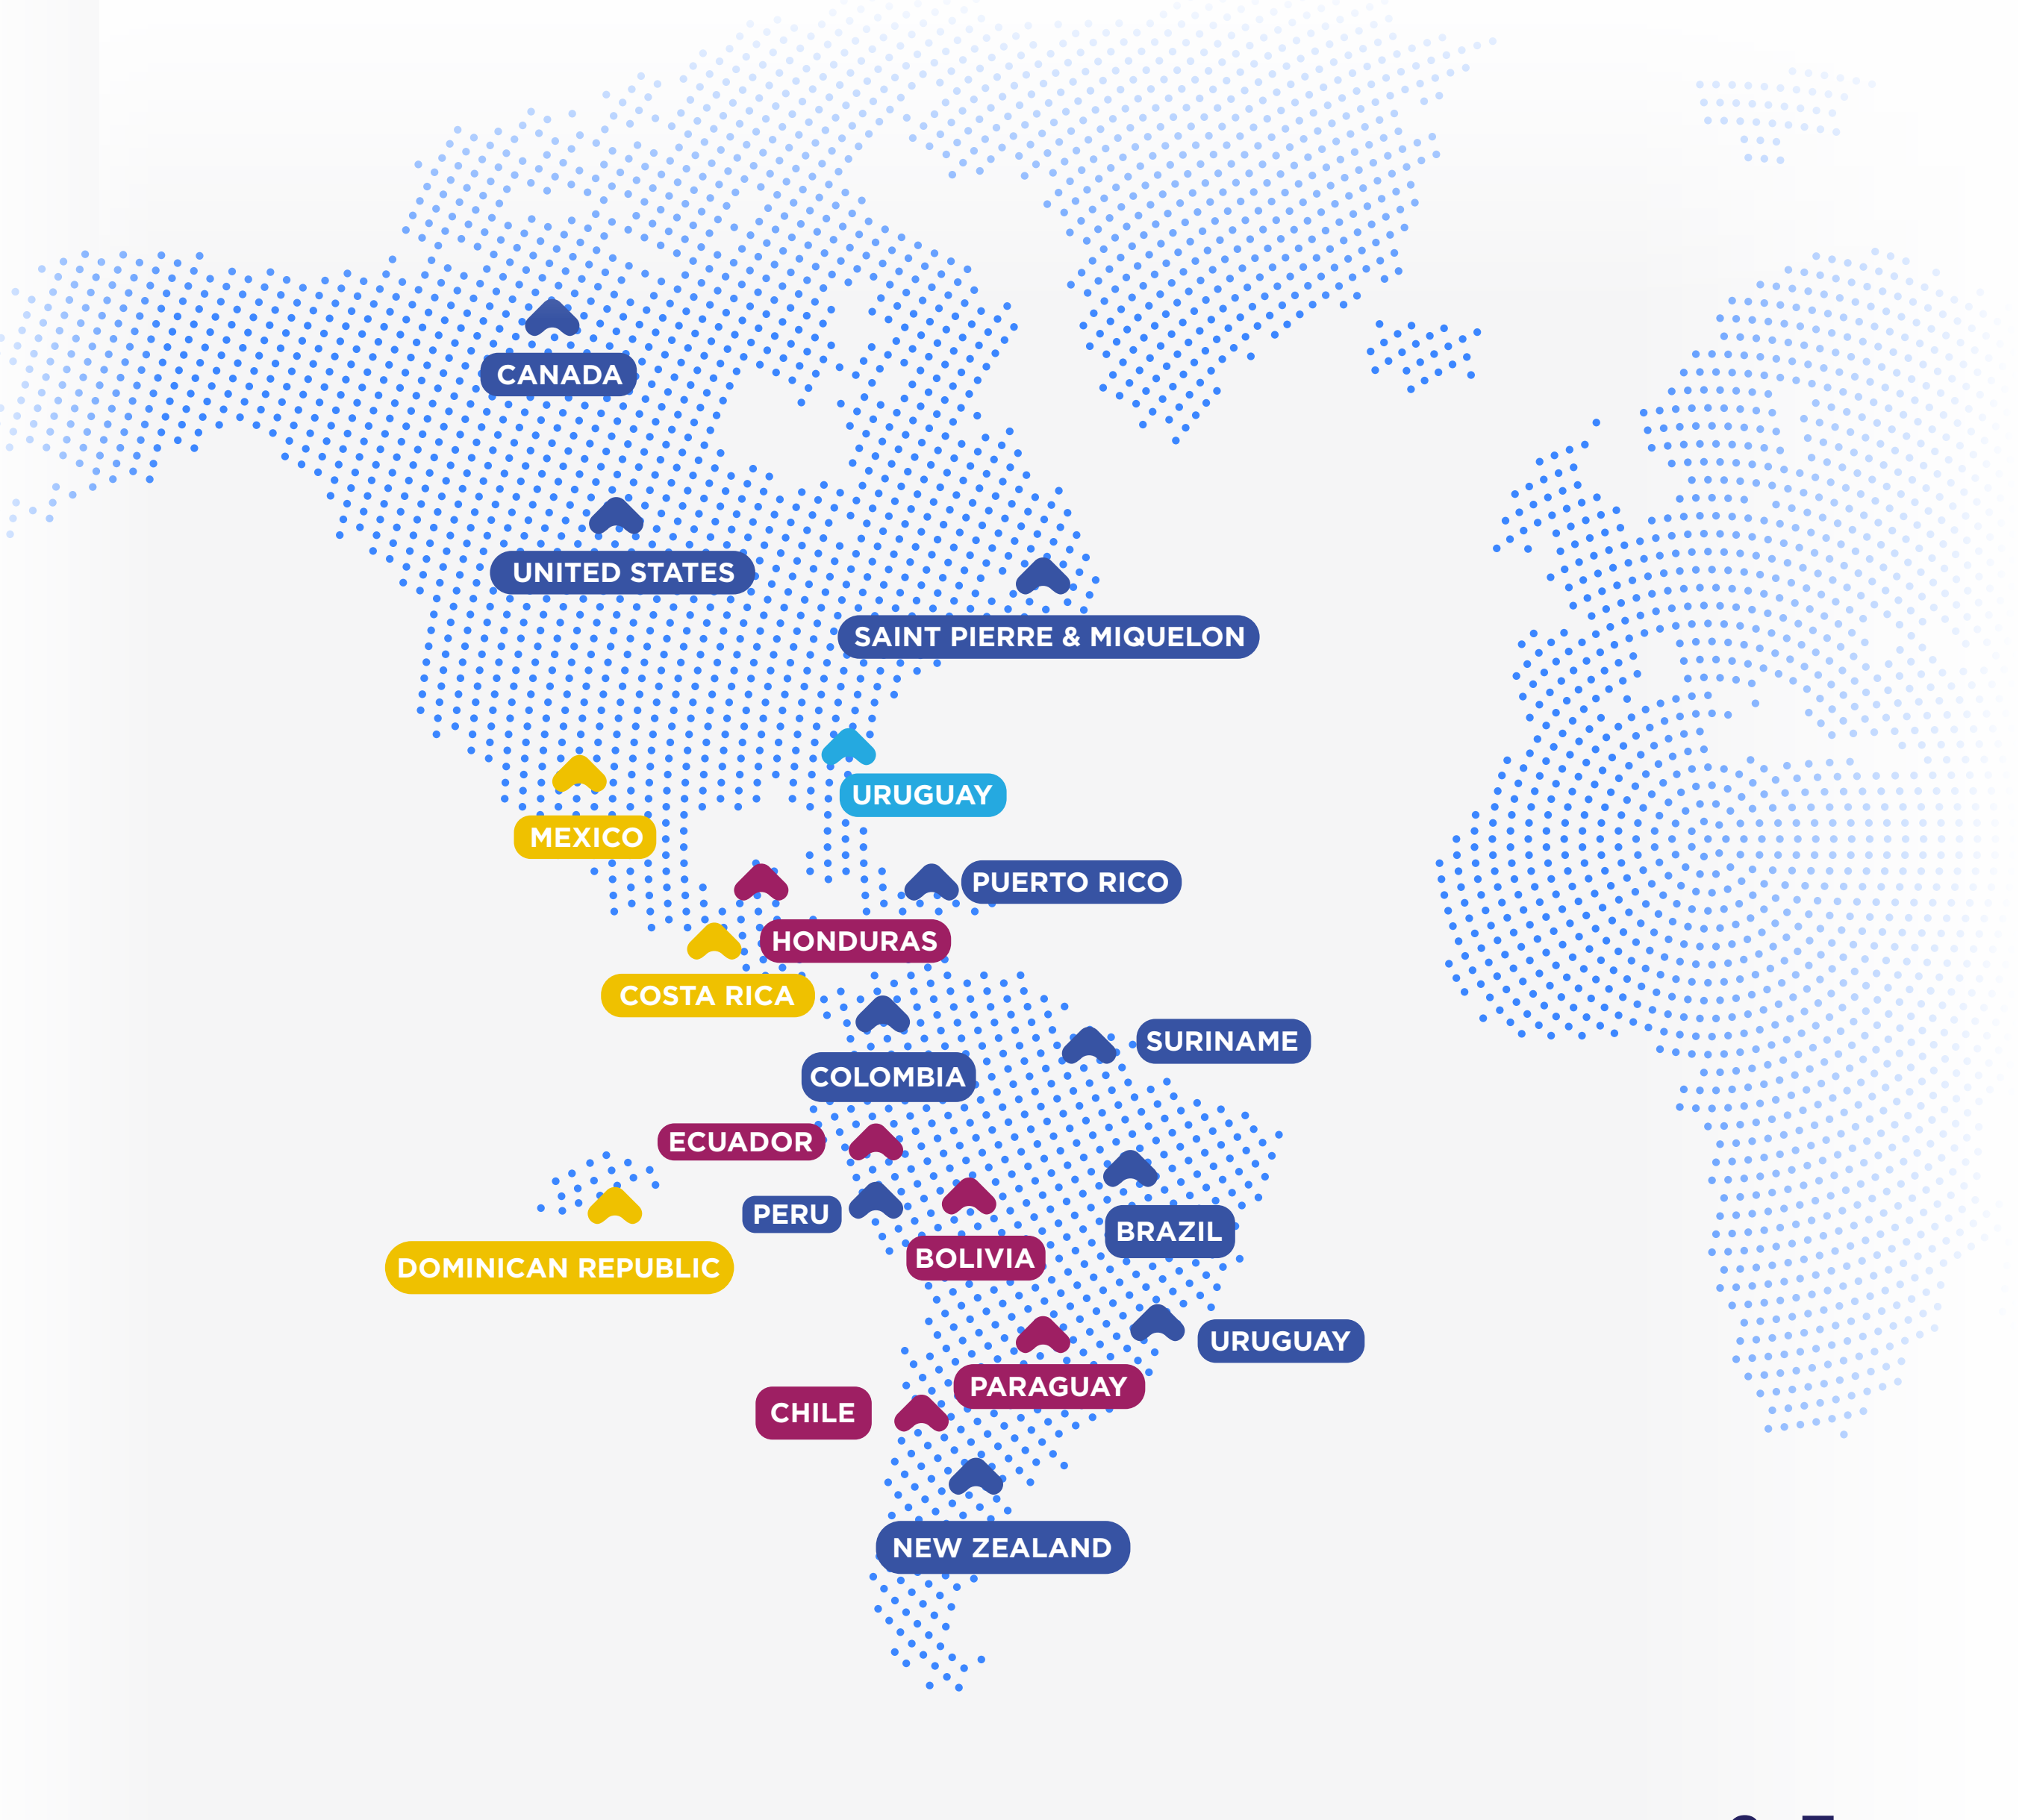 CANADA
UNITED STATES
SAINT PIERRE & MIQUELON
URUGUAY
MEXICO
PUERTO RICO
HONDURAS
COSTA RICA
SURINAME
COLOMBIA
ECUADOR
PERU
BRAZIL
BOLIVIA
DOMINICAN REPUBLIC
URUGUAY
PARAGUAY
CHILE
NEW ZEALAND